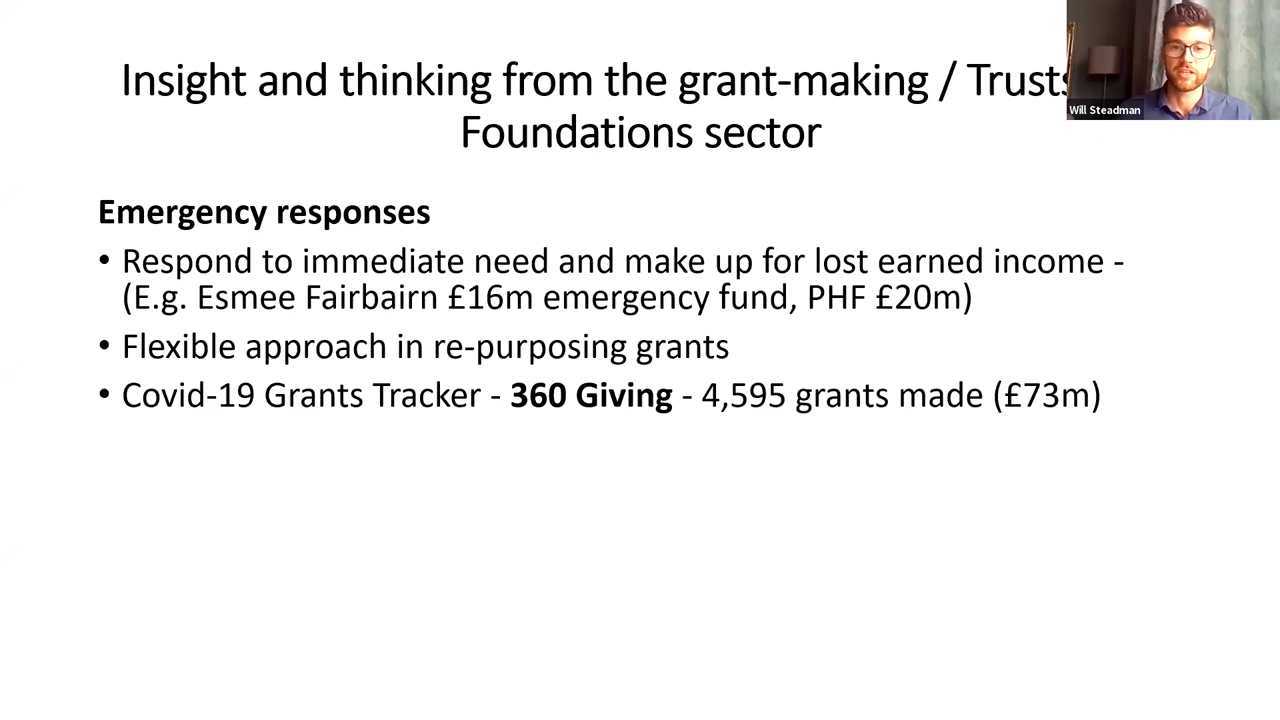 Insight and thinking from the grant-making / Trusts
Foundations sector
Will Steadman
Emergency responses
• Respond to immediate need and make up for lost earned income -
(E.g. Esmee Fairbairn £16m emergency fund, PHF £20m)
• Flexible approach in re-purposing grants
• Covid-19 Grants Tracker - 360 Giving - 4,595 grants made (£73m)